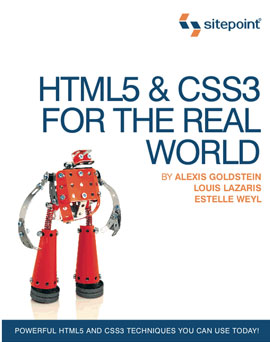 sitepoint
HTML5 & CSS3
FOR THE REAL
WORLD
BY ALEXIS GOLDSTEIN
LOUIS LAZARIS
ESTELLE WEYL
POWERFUL HTML5 AND CSS3 TECHNIQUES YOU CAN USE TODAY!